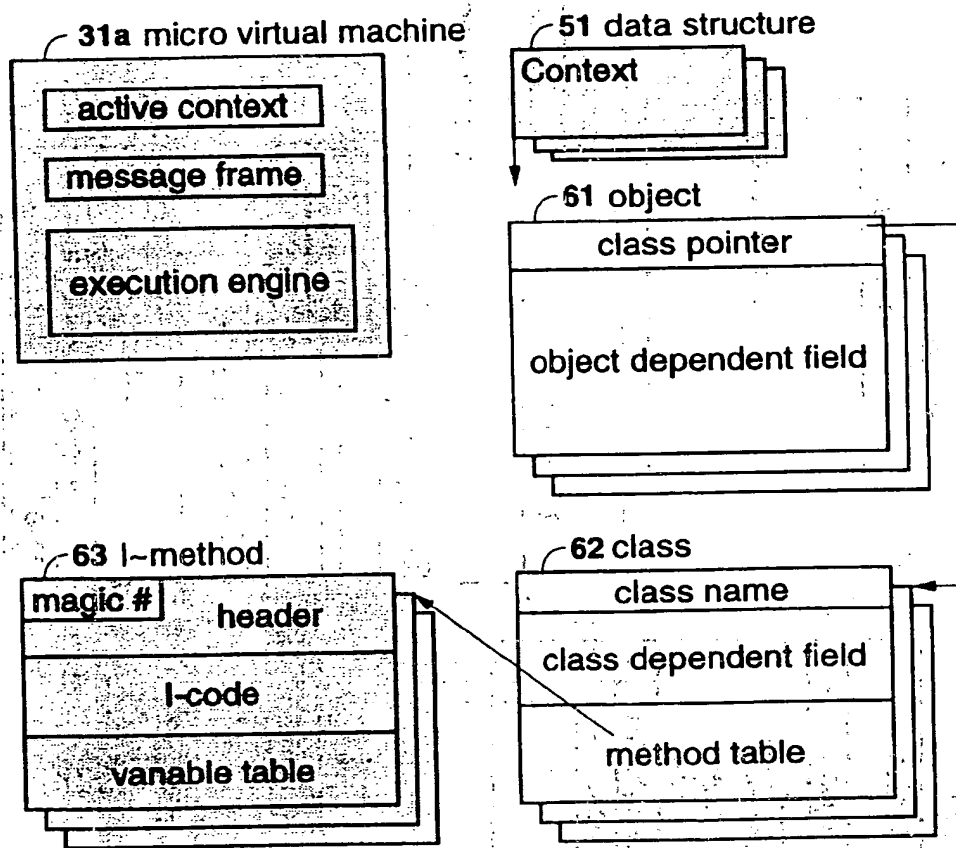 31a micro virtual machine
active context
message frame
execution engine
51 data structure
Context
61 object
class pointer
object dependent field
63 I~method
magic #
header
I-code
vanable table
62 class
class name
class dependent field
method table